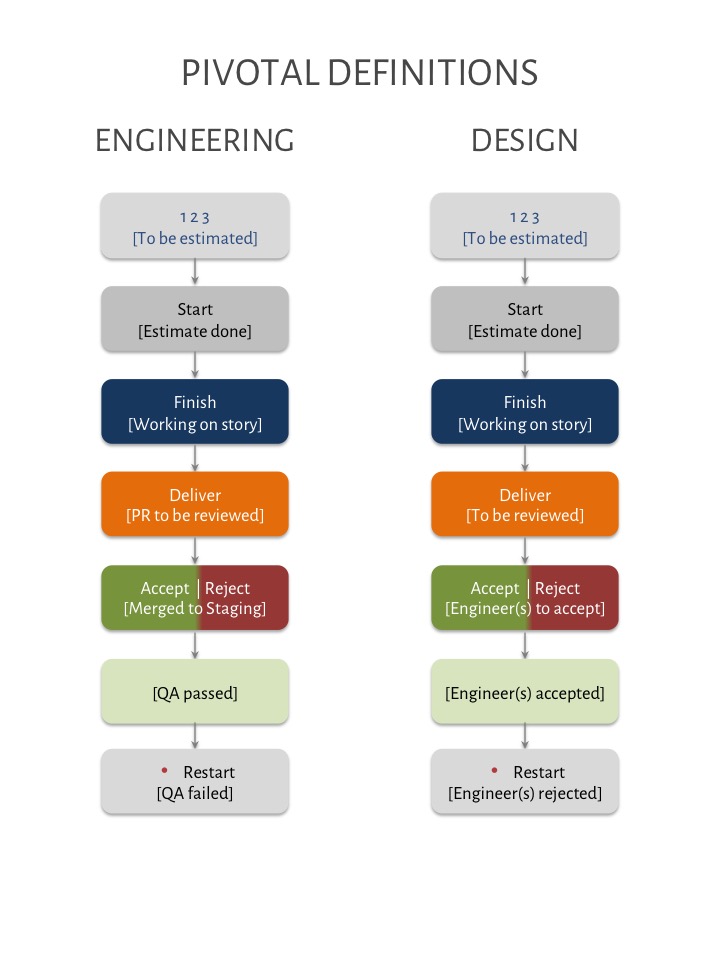 PIVOTAL DEFINITIONS
ENGINEERING
1 2 3
[To be estimated]
Start
[Estimate done]
Finish
[Working on story]
Deliver
[PR to be reviewed]
Accept | Reject
[Merged to Staging]
[QA passed]
• Restart
[QA failed]
DESIGN
1 2 3
[To be estimated]
Start
[Estimate done]
Finish
[Working on story]
Deliver
[To be reviewed]
Accept | Reject
[Engineer(s) to accept]
[Engineer(s) accepted]
• Restart
[Engineer(s) rejected]